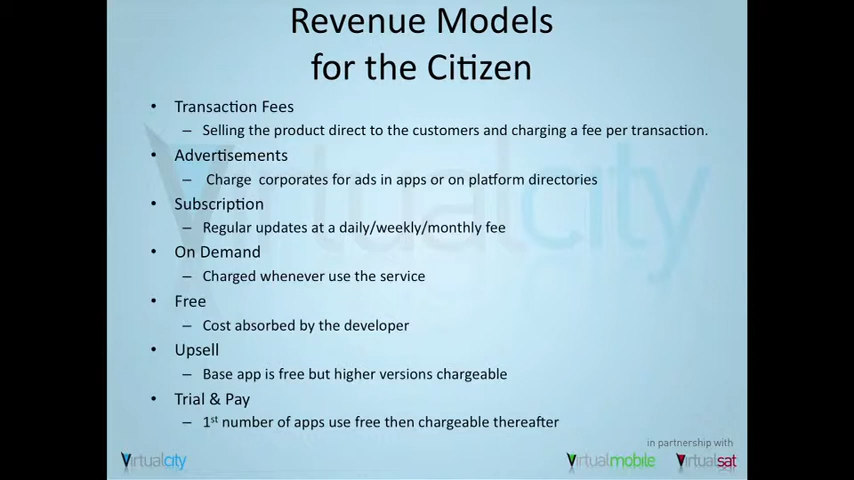 Revenue Models
for the Citizen
• Transaction Fees
– Selling the product direct to the customers and charging a fee per transaction.
• Advertisements
– Charge corporates for ads in apps or on platform directories
• Subscription
– Regular updates at a daily/weekly/monthly fee
• On Demand
– Charged whenever use the service
• Free
– Cost absorbed by the developer
• Upsell
– Base app is free but higher versions chargeable
• Trial & Pay
– 1st number of apps use free then chargeable thereafter
Virtualcity
in partnership with
Virtualcity
Virtualmobile
Virtualsat